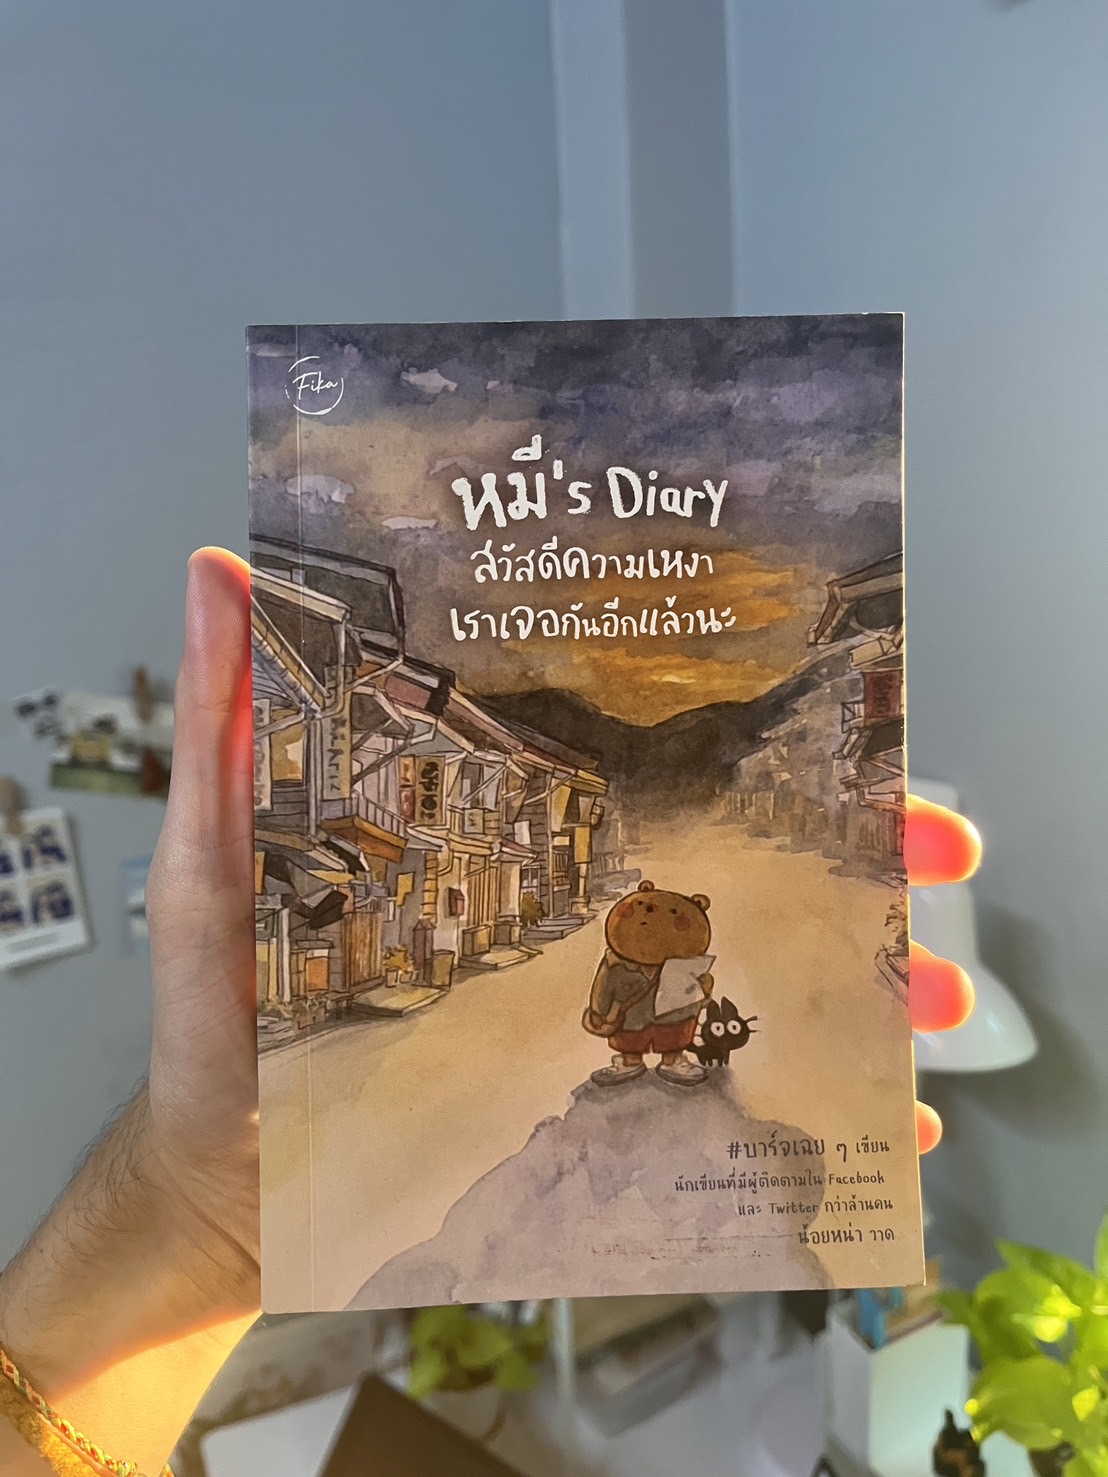 Fika
หมี's Diary
สวัสดีความเหงา
เราเจอกันอีกแล้วนะ
#บาร์จเฉย ๆ เขียน
นักเขียนที่มีผู้ติดตามใน Facebook
และ Twitter กว่าล้านคน
น้อยหน่า วาด